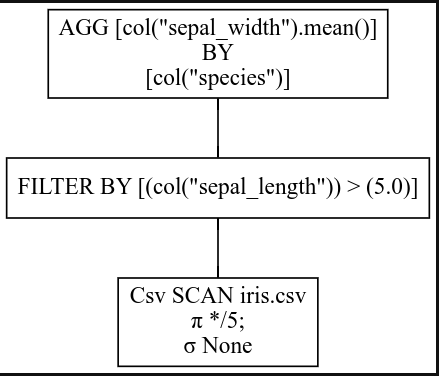 AGG [col("sepal_width").mean()]
BY
[col("species")]
FILTER BY [(col("sepal_length")) > (5.0)]
Csv SCAN iris.csv
π */5;
σ None